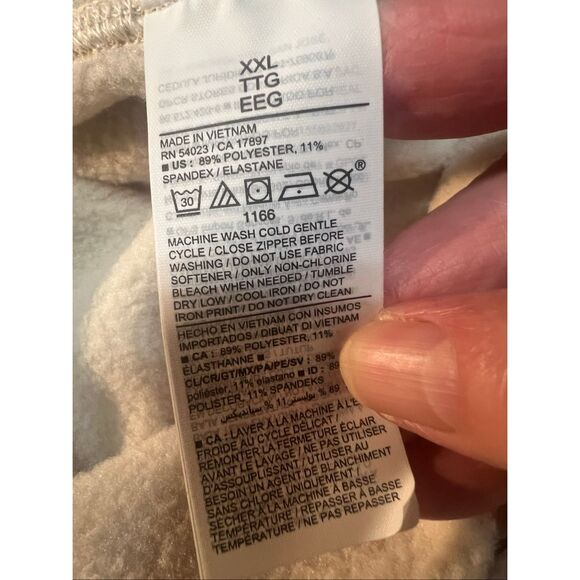 XXL
TTG
EEG
MADE IN VIETNAM
RN 54023 / CA 17897
■ US : 89% POLYESTER, 11%
SPANDEX / ELASTANE
30
®
1166
MACHINE WASH COLD GENTLE
CYCLE / CLOSE ZIPPER BEFORE
WASHING / DO NOT USE FABRIC
SOFTENER / ONLY NON-CHLORINE
BLEACH WHEN NEEDED / TUMBLE
DRY LOW / COOL IRON / DO NOT
IRON PRINT / DO NOT DRY CLEAN
HECHO EN VIETNAM CON INSUMOS
IMPORTADOS / DIBUAT DI VIETNAM
■ CA : 89% POLYESTER, 11%
ÉLASTHANNE ■
CL/CR/GT/MX/PA/PE/SV : 89%
poliéster, 11% elastano ■ ID : 89
POLISTER, 11% SPANDEKS
■ CA : LAVER À LA MACHINE À L'E
FROIDE AU CYCLE DÉLICAT /
REMONTER LA FERMETURE ÉCLAIR
AVANT LE LAVAGE / NE PAS UTILISER
D'ASSOUPLISSANT / UTILISER AU
BESOIN UN AGENT DE BLANCHIMENT
SANS CHLORE UNIQUEMENT /
SÉCHER À LA MACHINE À BASSE
TEMPÉRATURE / REPASSER À BASSE
TEMPÉRATURE / NE PAS REPASSER